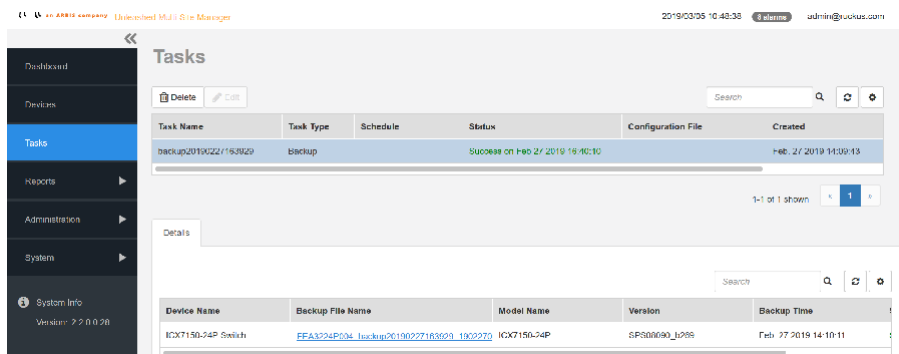 an ARRIS company Unleashed Multi-Site Manager 2019/03/05 10:48:38 8 alarms admin@ruckus.com
Tasks
Dashboard
Devices
Tasks
Reports
Administration
System
System Info
Version: 2.2.0.0.28
Delete Edit Search
Task Name Task Type Schedule Status Configuration File Created
backup20190227163929 Backup Success on Feb 27 2019 16:40:10 Feb. 27 2019 14:09:43
1-1 of 1 shown « 1 »
Details
Search
Device Name Backup File Name Model Name Version Backup Time
ICX7150-24P Switch FEA3224P004_backup20190227163929_1902270 ICX7150-24P SPS08090_b269 Feb 27 2019 14:10:11